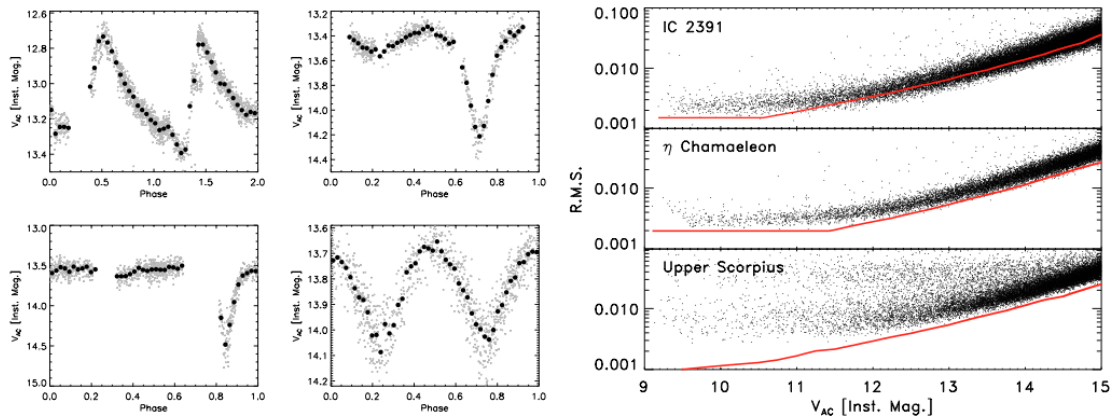 12.6
12.8
13.0
13.2
13.4
V_AC [Inst. Mag.]
0.0 0.5 1.0 1.5 2.0
Phase
13.2
13.4
13.6
13.8
14.0
14.2
14.4
V_AC [Inst. Mag.]
0.0 0.2 0.4 0.6 0.8 1.0
Phase
13.0
13.5
14.0
14.5
15.0
V_AC [Inst. Mag.]
0.0 0.2 0.4 0.6 0.8 1.0
Phase
13.6
13.7
13.8
13.9
14.0
14.1
14.2
V_AC [Inst. Mag.]
0.0 0.2 0.4 0.6 0.8 1.0
Phase
0.100
IC 2391
0.010
0.001
η Chamaeleon
0.010
0.001
Upper Scorpius
0.010
0.001
R.M.S.
9 10 11 12 13 14 15
V_AC [Inst. Mag.]